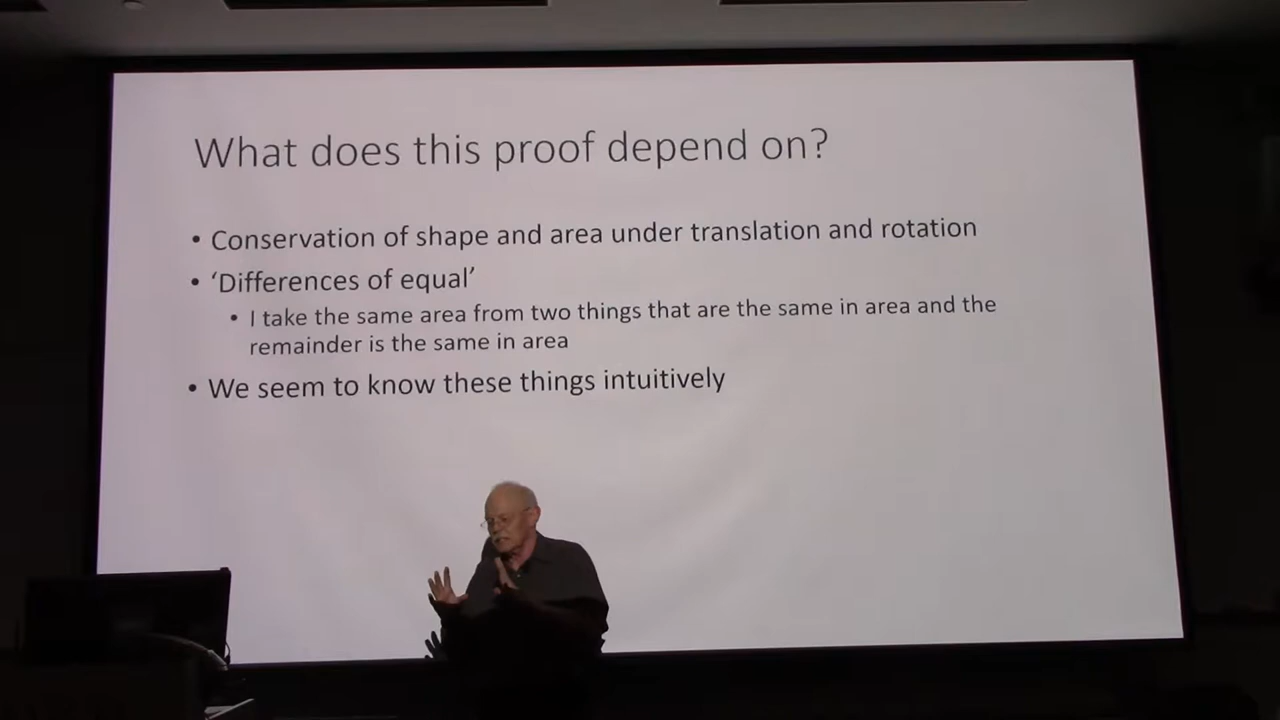 What does this proof depend on?
• Conservation of shape and area under translation and rotation
• ‘Differences of equal’
• I take the same area from two things that are the same in area and the
remainder is the same in area
• We seem to know these things intuitively